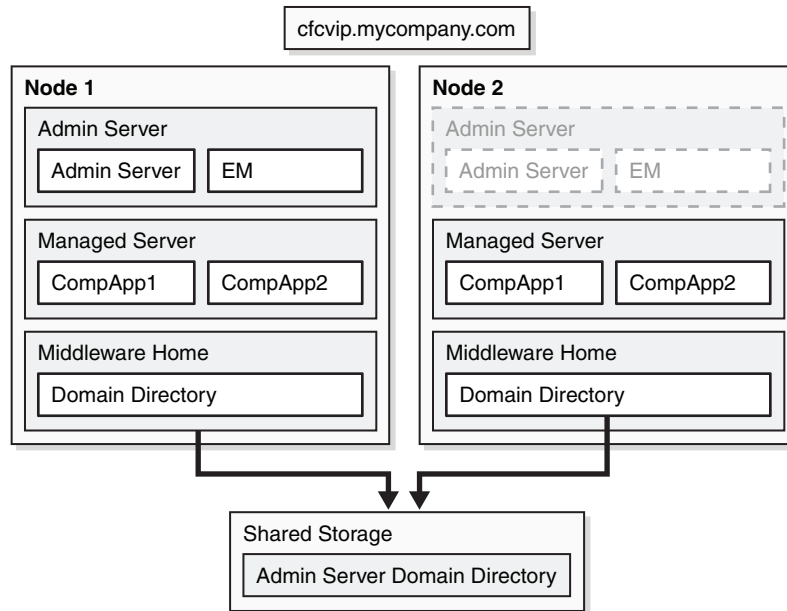 cfcvip.mycompany.com
Node 1
Admin Server
Admin Server
EM
Managed Server
CompApp1
CompApp2
Middleware Home
Domain Directory
Node 2
Admin Server
Admin Server
EM
Managed Server
CompApp1
CompApp2
Middleware Home
Domain Directory
Shared Storage
Admin Server Domain Directory